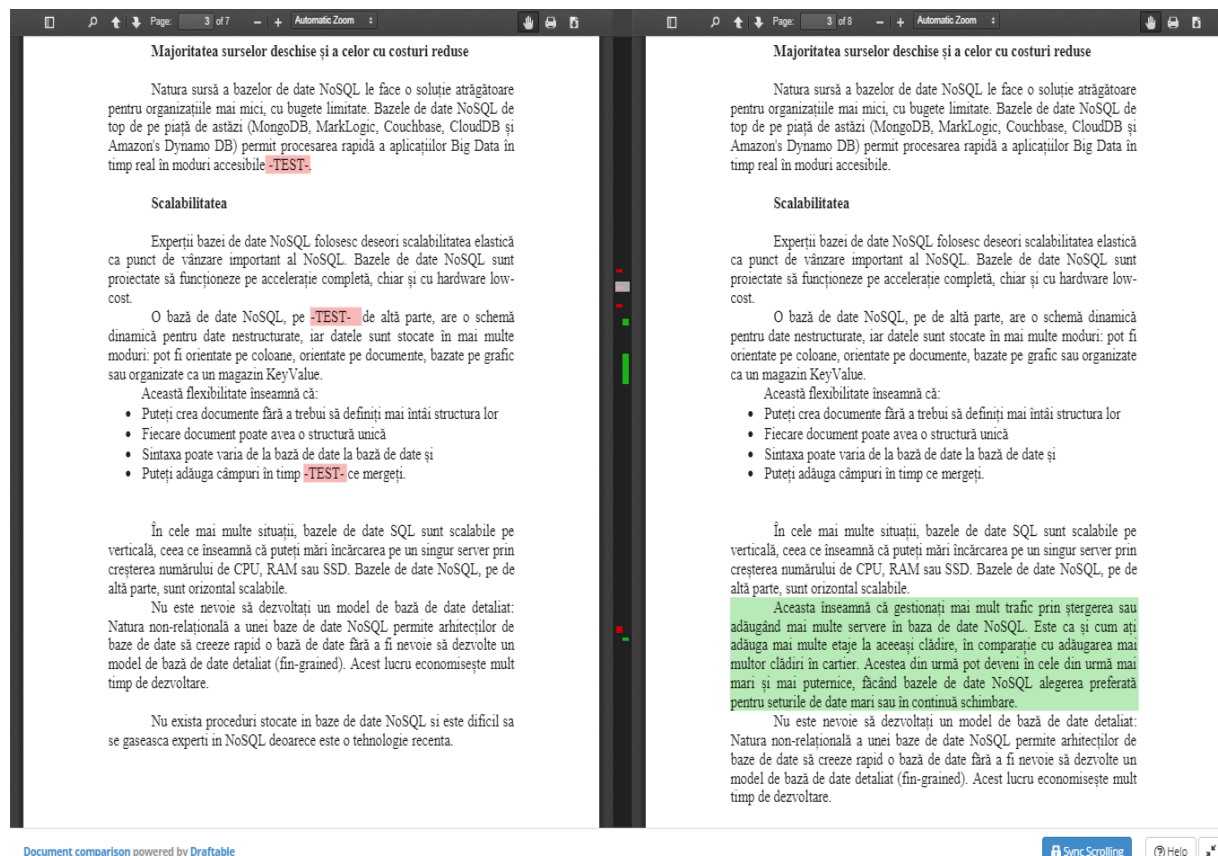 Page: 3 of 7 Automatic Zoom
Majoritatea surselor deschise și a celor cu costuri reduse
Natura sursă a bazelor de date NoSQL le face o soluție atrăgătoare
pentru organizațiile mai mici, cu bugete limitate. Bazele de date NoSQL de
top de pe piață de astăzi (MongoDB, MarkLogic, Couchbase, CloudDB și
Amazon's Dynamo DB) permit procesarea rapidă a aplicațiilor Big Data în
timp real în moduri accesibile -TEST-.
Scalabilitatea
Experții bazei de date NoSQL folosesc deseori scalabilitatea elastică
ca punct de vânzare important al NoSQL. Bazele de date NoSQL sunt
proiectate să funcționeze pe accelerație completă, chiar și cu hardware low-
cost.
O bază de date NoSQL, pe -TEST- de altă parte, are o schemă
dinamică pentru date nestructurate, iar datele sunt stocate în mai multe
moduri: pot fi orientate pe coloane, orientate pe documente, bazate pe grafic
sau organizate ca un magazin KeyValue.
Această flexibilitate înseamnă că:
• Puteți crea documente fără a trebui să definiți mai întâi structura lor
• Fiecare document poate avea o structură unică
• Sintaxa poate varia de la bază de date la bază de date și
• Puteți adăuga câmpuri în timp -TEST- ce mergeți.
În cele mai multe situații, bazele de date SQL sunt scalabile pe
verticală, ceea ce înseamnă că puteți mări încărcarea pe un singur server prin
creșterea numărului de CPU, RAM sau SSD. Bazele de date NoSQL, pe de
altă parte, sunt orizontal scalabile.
Nu este nevoie să dezvoltați un model de bază de date detaliat:
Natura non-relațională a unei baze de date NoSQL permite arhitecților de
baze de date să creeze rapid o bază de date fără a fi nevoie să dezvolte un
model de bază de date detaliat (fin-grained). Acest lucru economisește mult
timp de dezvoltare.
Nu exista proceduri stocate in baze de date NoSQL si este dificil sa
se gaseasca experti in NoSQL deoarece este o tehnologie recenta.
Page: 3 of 8 Automatic Zoom
Majoritatea surselor deschise și a celor cu costuri reduse
Natura sursă a bazelor de date NoSQL le face o soluție atrăgătoare
pentru organizațiile mai mici, cu bugete limitate. Bazele de date NoSQL de
top de pe piață de astăzi (MongoDB, MarkLogic, Couchbase, CloudDB și
Amazon's Dynamo DB) permit procesarea rapidă a aplicațiilor Big Data în
timp real în moduri accesibile.
Scalabilitatea
Experții bazei de date NoSQL folosesc deseori scalabilitatea elastică
ca punct de vânzare important al NoSQL. Bazele de date NoSQL sunt
proiectate să funcționeze pe accelerație completă, chiar și cu hardware low-
cost.
O bază de date NoSQL, pe de altă parte, are o schemă dinamică
pentru date nestructurate, iar datele sunt stocate în mai multe moduri: pot fi
orientate pe coloane, orientate pe documente, bazate pe grafic sau organizate
ca un magazin KeyValue.
Această flexibilitate înseamnă că:
• Puteți crea documente fără a trebui să definiți mai întâi structura lor
• Fiecare document poate avea o structură unică
• Sintaxa poate varia de la bază de date la bază de date și
• Puteți adăuga câmpuri în timp ce mergeți.
În cele mai multe situații, bazele de date SQL sunt scalabile pe
verticală, ceea ce înseamnă că puteți mări încărcarea pe un singur server prin
creșterea numărului de CPU, RAM sau SSD. Bazele de date NoSQL, pe de
altă parte, sunt orizontal scalabile.
Aceasta înseamnă că gestionați mai mult trafic prin ștergerea sau
adăugând mai multe servere în baza de date NoSQL. Este ca și cum ați
adăuga mai multe etaje la aceeași clădire, în comparație cu adăugarea mai
multor clădiri în cartier. Acestea din urmă pot deveni în cele din urmă mai
mari și mai puternice, făcând bazele de date NoSQL alegerea preferată
pentru seturile de date mari sau în continuă schimbare.
Nu este nevoie să dezvoltați un model de bază de date detaliat:
Natura non-relațională a unei baze de date NoSQL permite arhitecților de
baze de date să creeze rapid o bază de date fără a fi nevoie să dezvolte un
model de bază de date detaliat (fin-grained). Acest lucru economisește mult
timp de dezvoltare.
Document comparison powered by Draftable
Sync Scrolling Help